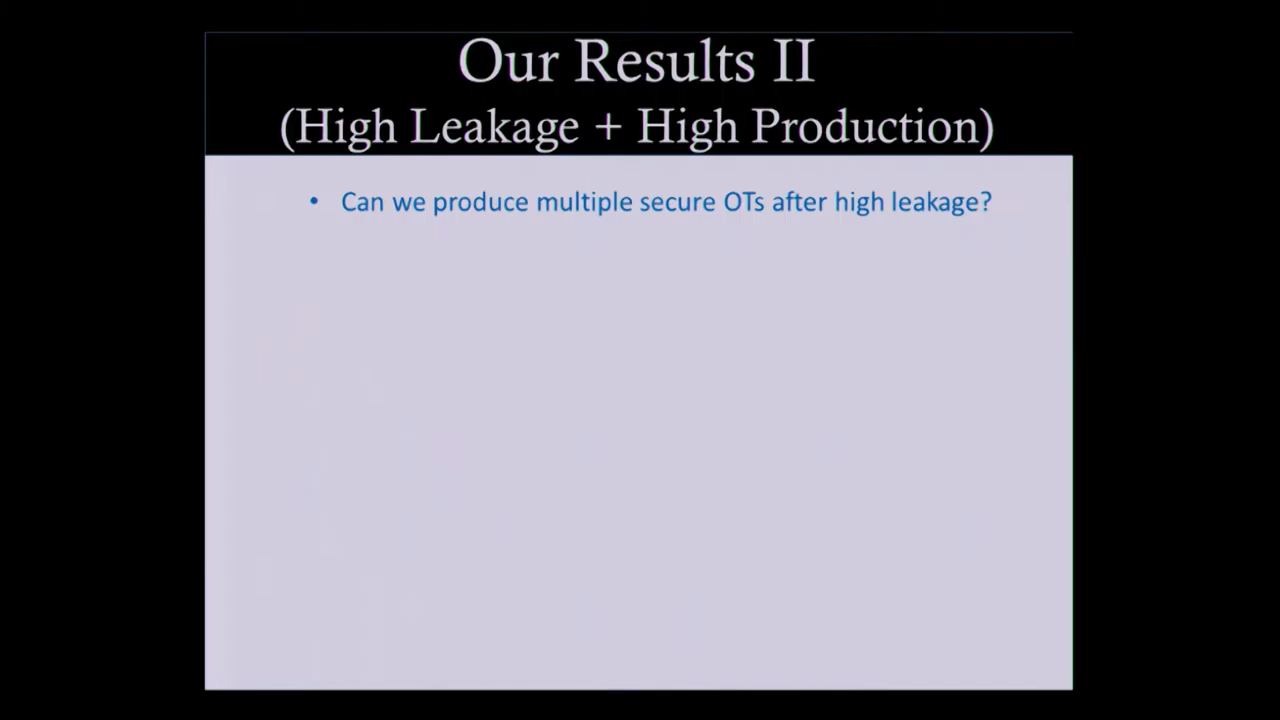 Our Results II
(High Leakage + High Production)
• Can we produce multiple secure OTs after high leakage?